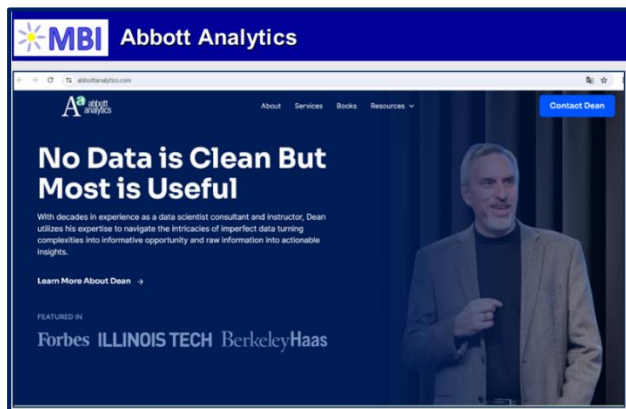 MBI Abbott Analytics
abbottanalytics.com
Aa abbott analytics
About Services Books Resources
Contact Dean
No Data is Clean But
Most is Useful
With decades in experience as a data scientist consultant and instructor, Dean
utilizes his expertise to navigate the intricacies of imperfect data turning
complexities into informative opportunity and raw information into actionable
insights.
Learn More About Dean →
FEATURED IN
Forbes ILLINOIS TECH BerkeleyHaas